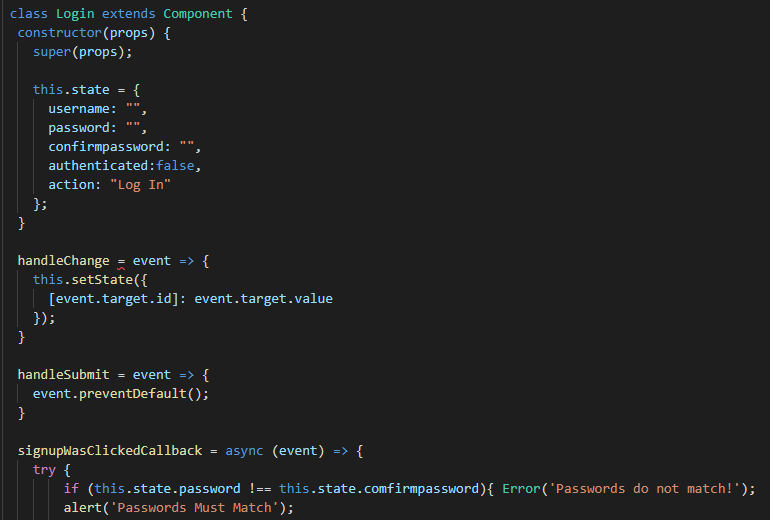 class Login extends Component {
constructor(props) {
super(props);
this.state = {
username: "",
password: "",
confirmpassword: "",
authenticated:false,
action: "Log In"
};
}
handleChange = event => {
this.setState({
[event.target.id]: event.target.value
});
}
handleSubmit = event => {
event.preventDefault();
}
signupWasClickedCallback = async (event) => {
try {
if (this.state.password !== this.state.comfirmpassword){ Error('Passwords do not match!');
alert('Passwords Must Match');